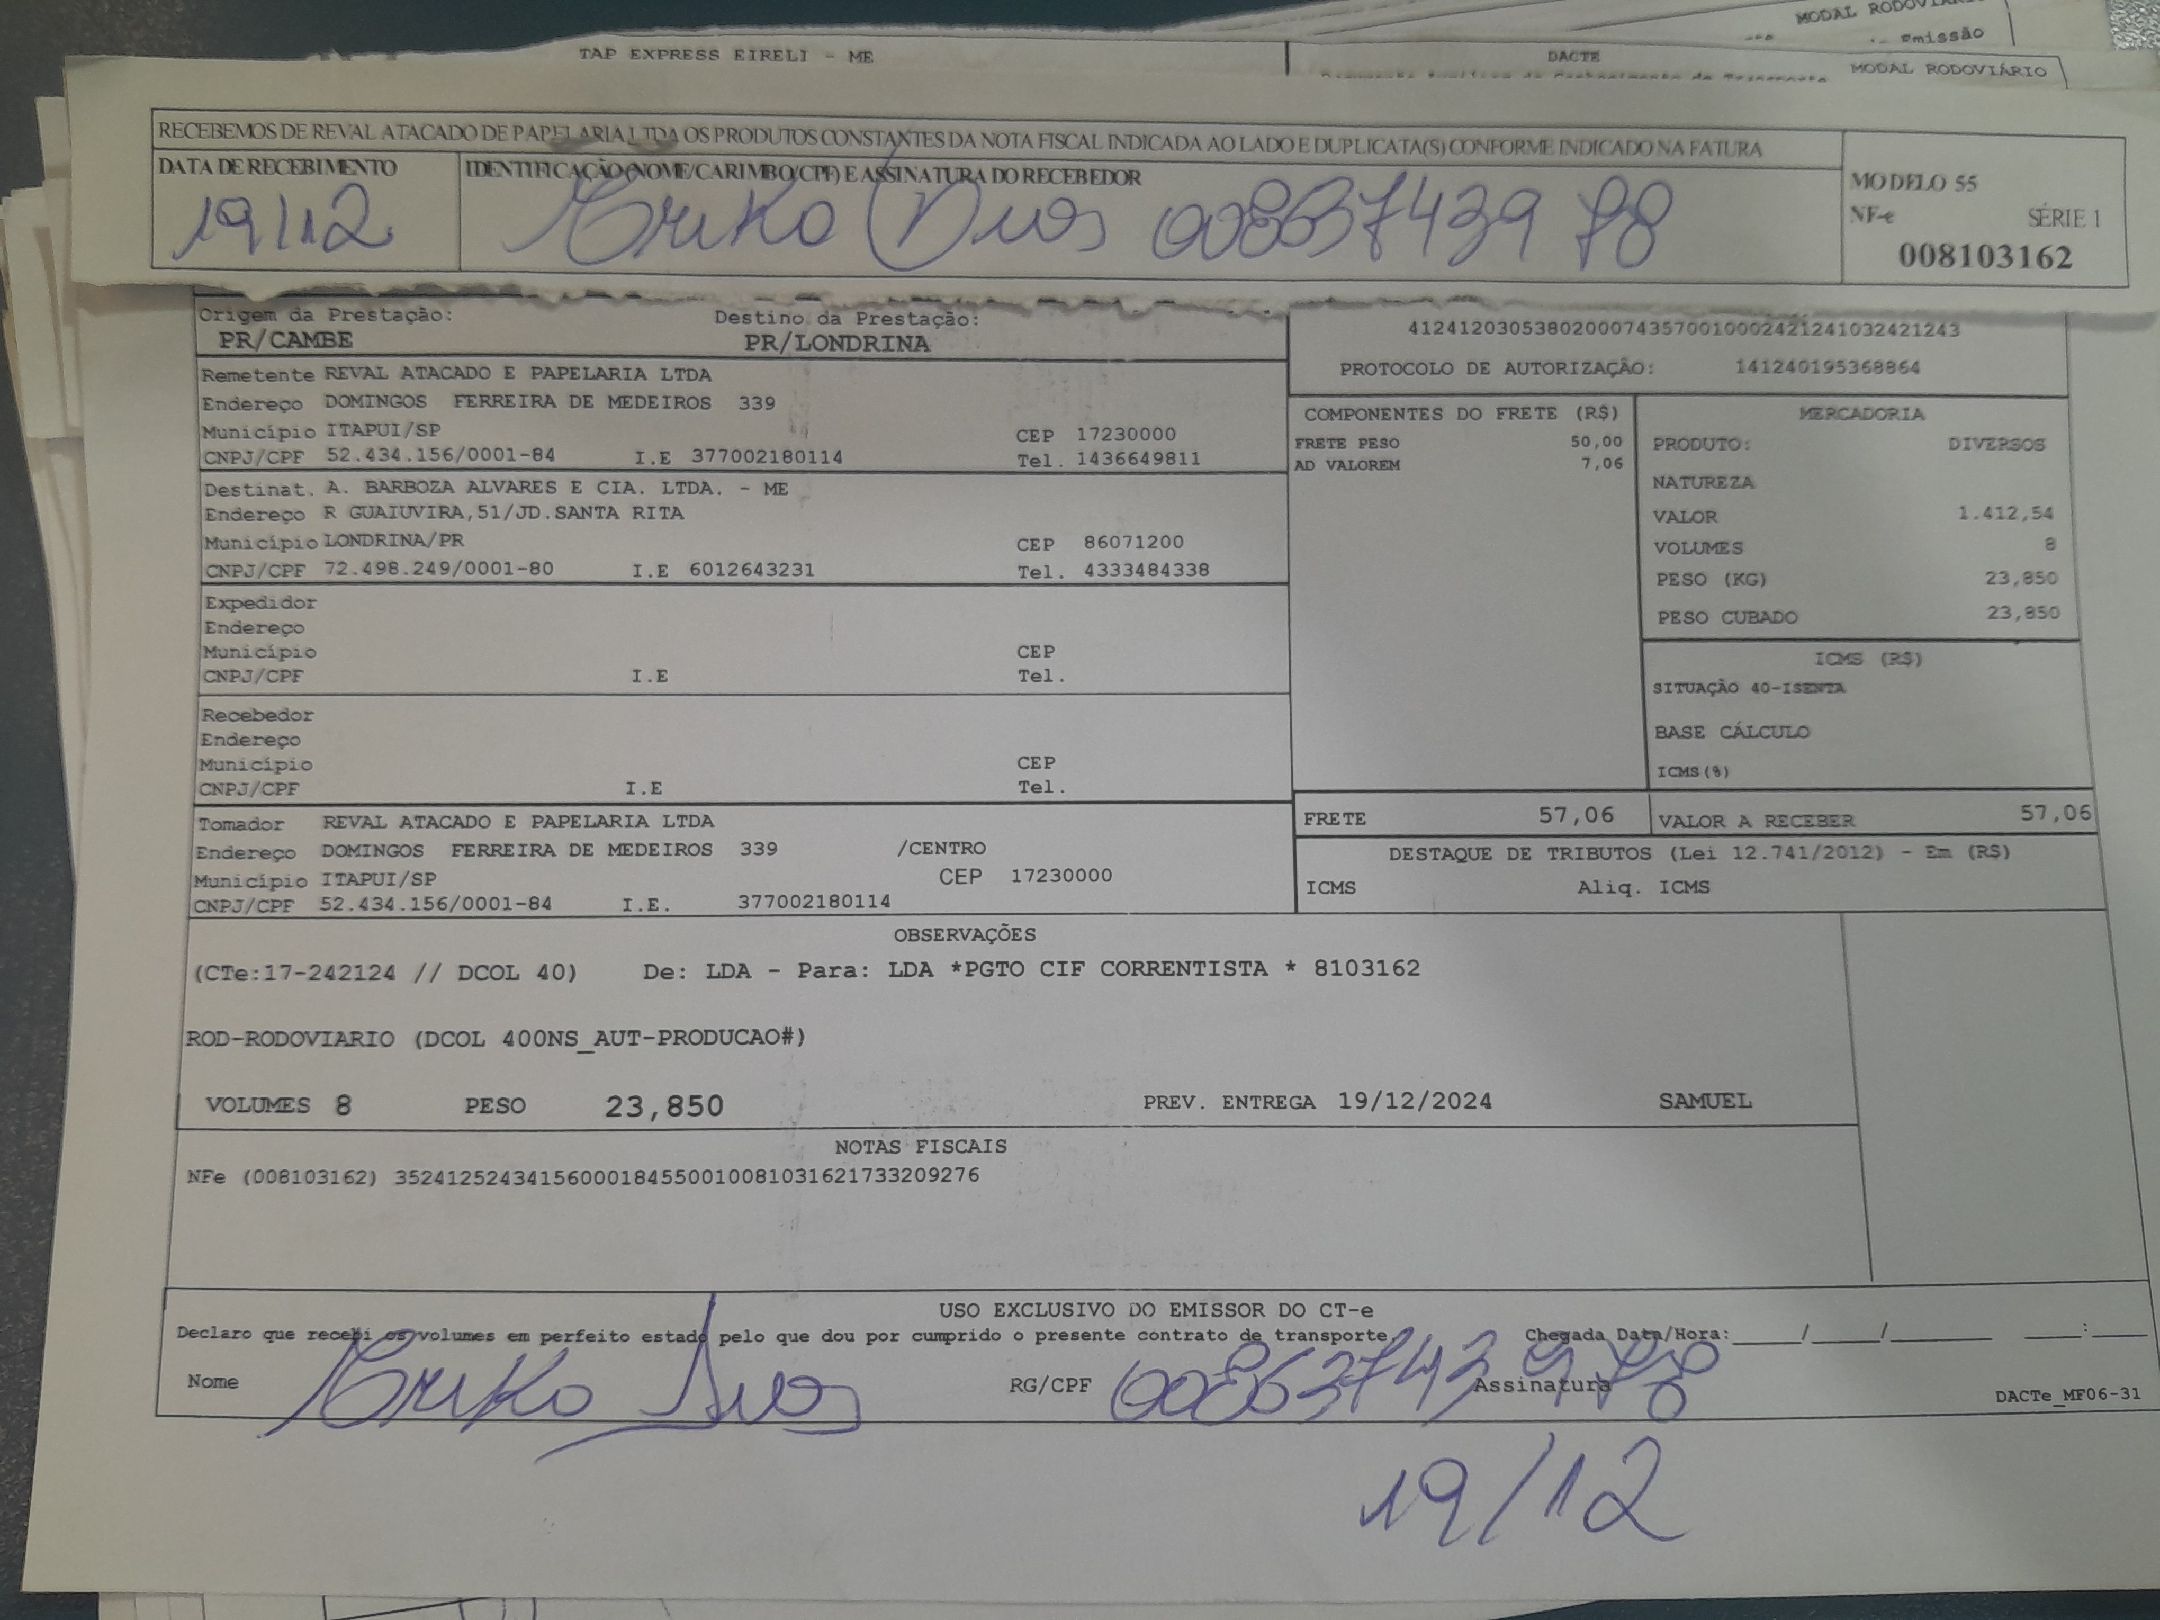 MODAL RODOVIÁRIO
Emissão
TAP EXPRESS EIRELI - ME
DACTE
MODAL RODOVIÁRIO
RECEBEMOS DE REVAL ATACADO DE PAPELARIA LTDA OS PRODUTOS CONSTANTES DA NOTA FISCAL INDICADA AO LADO E DUPLICATA(S) CONFORME INDICADO NA FATURA
DATA DE RECEBIMENTO
19/12
IDENTIFICAÇÃO (NOME/CARIMBO/CPF) E ASSINATURA DO RECEBEDOR
00863743978
MODELO 55
NF-e SÉRIE 1
008103162
Origem da Prestação: Destino da Prestação:
PR/CAMBE PR/LONDRINA
41241203053802000743570010002421241032421243
PROTOCOLO DE AUTORIZAÇÃO: 141240195368864
Remetente REVAL ATACADO E PAPELARIA LTDA
Endereço DOMINGOS FERREIRA DE MEDEIROS 339
Município ITAPUI/SP CEP 17230000
CNPJ/CPF 52.434.156/0001-84 I.E 377002180114 Tel. 1436649811
Destinat. A. BARBOZA ALVARES E CIA. LTDA. - ME
Endereço R GUAIUVIRA,51/JD.SANTA RITA
Município LONDRINA/PR CEP 86071200
CNPJ/CPF 72.498.249/0001-80 I.E 6012643231 Tel. 4333484338
Expedidor
Endereço
Município CEP
CNPJ/CPF I.E Tel.
Recebedor
Endereço
Município CEP
CNPJ/CPF I.E Tel.
Tomador REVAL ATACADO E PAPELARIA LTDA
Endereço DOMINGOS FERREIRA DE MEDEIROS 339 /CENTRO
Município ITAPUI/SP CEP 17230000
CNPJ/CPF 52.434.156/0001-84 I.E. 377002180114
COMPONENTES DO FRETE (R$)
FRETE PESO 50,00
AD VALOREM 7,06
MERCADORIA
PRODUTO: DIVERSOS
NATUREZA
VALOR 1.412,54
VOLUMES 8
PESO (KG) 23,850
PESO CUBADO 23,850
ICMS (R$)
SITUAÇÃO 40-ISENTA
BASE CÁLCULO
ICMS(%)
FRETE 57,06 VALOR A RECEBER 57,06
DESTAQUE DE TRIBUTOS (Lei 12.741/2012) - Em (R$)
ICMS Aliq. ICMS
OBSERVAÇÕES
(CTe:17-242124 // DCOL 40) De: LDA - Para: LDA *PGTO CIF CORRENTISTA * 8103162
ROD-RODOVIARIO (DCOL 400NS_AUT-PRODUCAO#)
VOLUMES 8 PESO 23,850 PREV. ENTREGA 19/12/2024 SAMUEL
NOTAS FISCAIS
NFe (008103162) 35241252434156000184550010081031621733209276
USO EXCLUSIVO DO EMISSOR DO CT-e
Declaro que recebi os volumes em perfeito estado pelo que dou por cumprido o presente contrato de transporte Chegada Data/Hora:____/____/______ ___:___
Nome RG/CPF 00863743978 Assinatura
DACTe_MF06-31
19/12